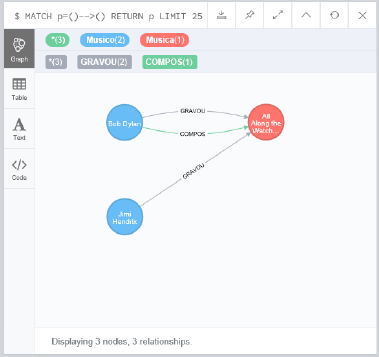 $ MATCH p=()-->() RETURN p LIMIT 25
*(3) Musico(2) Musica(1)
*(3) GRAVOU(2) COMPOS(1)
Graph
Table
Text
Code
Bob Dylan
GRAVOU
COMPOS
All
Along the
Watch...
GRAVOU
Jimi
Hendrix
Displaying 3 nodes, 3 relationships.